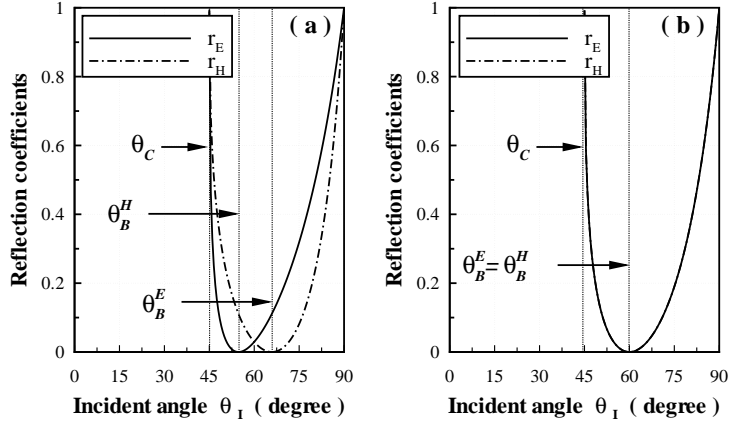 ( a )
r_E
r_H
θ_C
θ_B^H
θ_B^E
Reflection coefficients
1
0.8
0.6
0.4
0.2
0
0 15 30 45 60 75 90
Incident angle θ_I ( degree )
( b )
r_E
r_H
θ_C
θ_B^E = θ_B^H
Reflection coefficients
1
0.8
0.6
0.4
0.2
0
0 15 30 45 60 75 90
Incident angle θ_I ( degree )